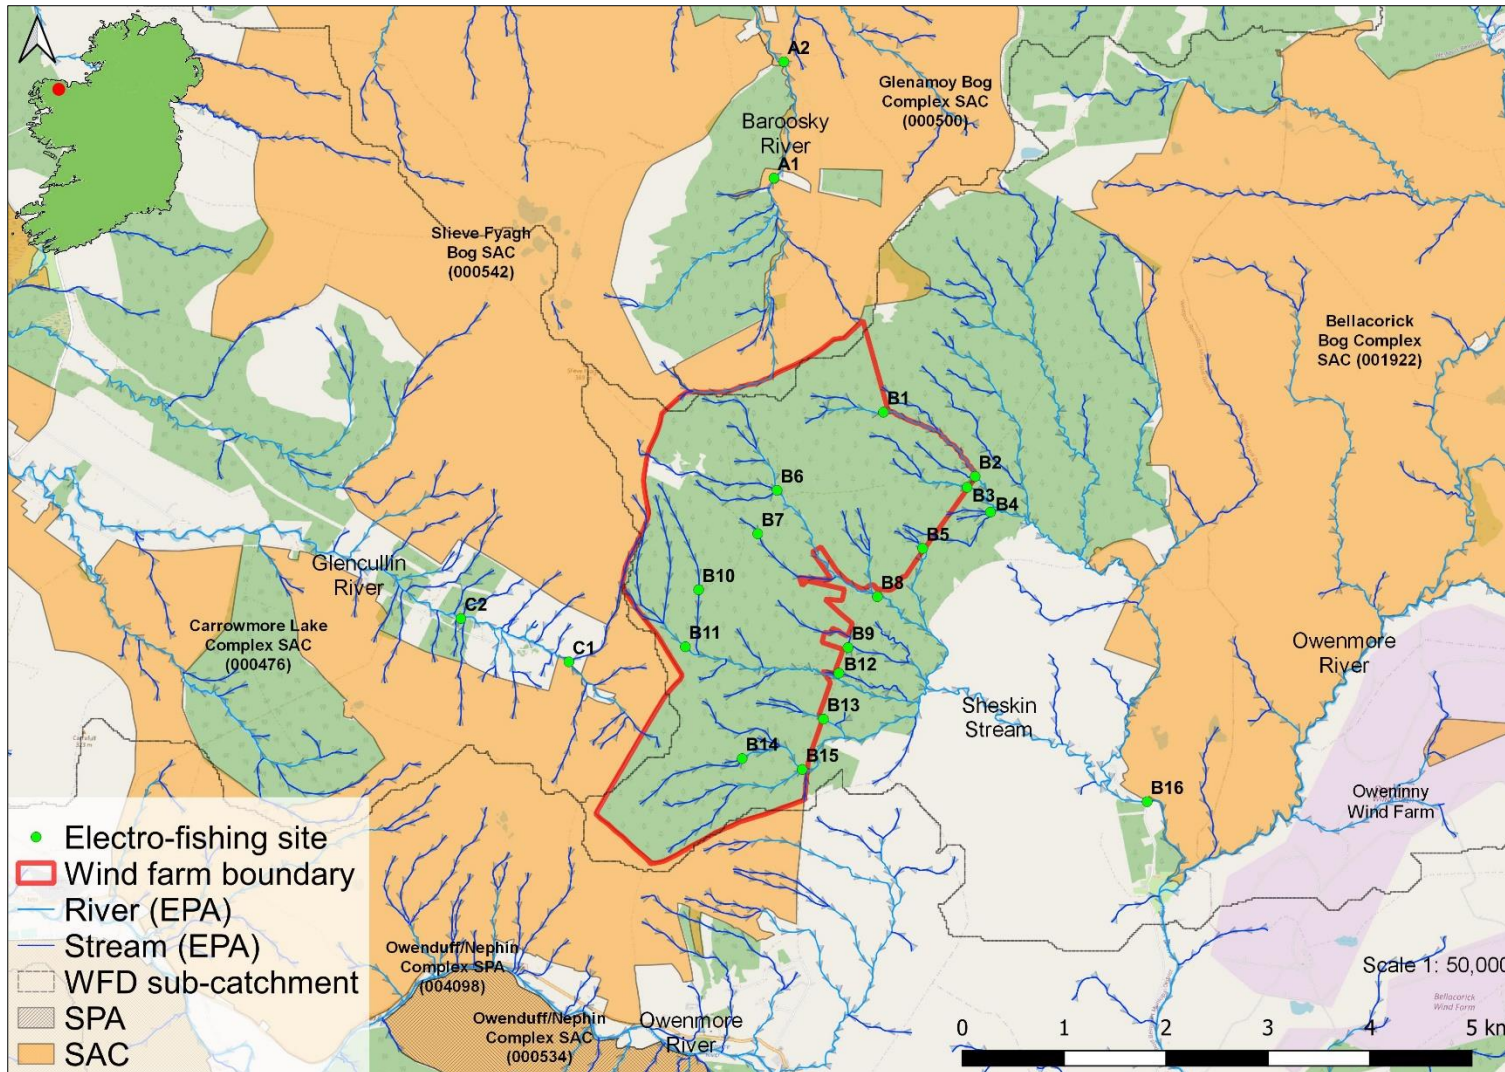 A2
Glenamoy Bog
Complex SAC
(000500)
Baroosky
River
A1
Slieve Fyagh
Bog SAC
(000542)
Bellacorick
Bog Complex
SAC (001922)
B1
B2
B3
B4
B5
B6
B7
B8
B9
B10
B11
B12
B13
B14
B15
B16
Glencullin
River
C2
C1
Carrowmore Lake
Complex SAC
(000476)
Owenmore
River
Sheskin
Stream
Oweninny
Wind Farm
Electro-fishing site
Wind farm boundary
River (EPA)
Stream (EPA)
WFD sub-catchment
SPA
SAC
Owenduff/Nephin
Complex SPA
(004098)
Owenduff/Nephin
Complex SAC
(000534)
Owenmore
River
Scale 1: 50,000
Bellacorick
Wind Farm
0 1 2 3 4 5 km